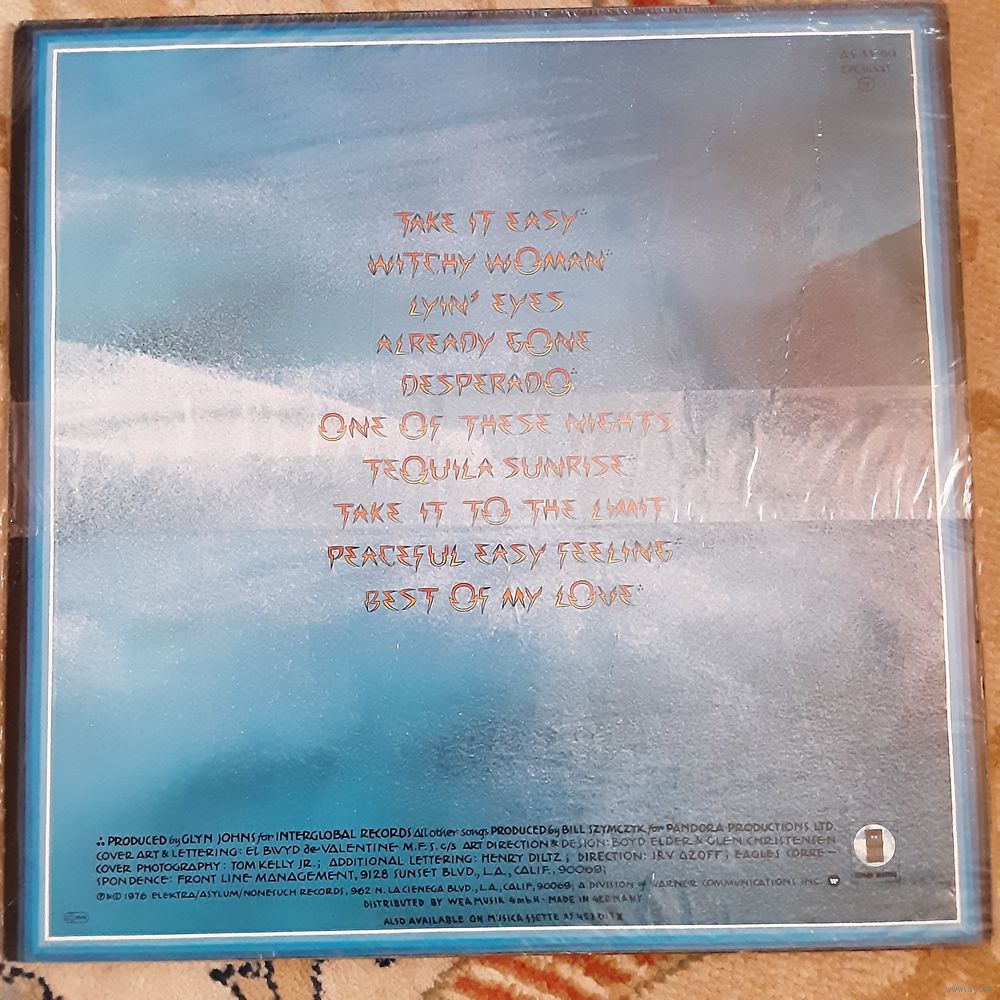 TAKE IT EASY∴
WITCHY WOMAN∴
LYIN' EYES
ALREADY GONE
DESPERADO∴
ONE OF THESE NIGHTS
TEQUILA SUNRISE∴
TAKE IT TO THE LIMIT
PEACEFUL EASY FEELING∴
BEST OF MY LOVE∴
∴ PRODUCED by GLYN JOHNS for INTERGLOBAL RECORDS All other songs PRODUCED by BILL SZYMCZYK for PANDORA PRODUCTIONS LTD.
COVER ART & LETTERING: El BWYD de VALENTINE M.F.S. c/s ART DIRECTION & DESIGN: BOYD ELDER & GLEN CHRISTENSEN
COVER PHOTOGRAPHY: TOM KELLY JR.; ADDITIONAL LETTERING: HENRY DILTZ; DIRECTION: IRV AZOFF; EAGLES CORRE—
SPONDENCE: FRONT LINE MANAGEMENT, 9128 SUNSET BLVD., L.A., CALIF., 90069;
℗ & © 1976 ELEKTRA/ASYLUM/NONESUCH RECORDS, 962 N. LA CIENEGA BLVD., L.A., CALIF, 90069; A DIVISION of WARNER COMMUNICATIONS INC.
DISTRIBUTED BY WEA MUSIK GmbH · MADE IN GERMANY
ALSO AVAILABLE ON MUSICASSETTE AS